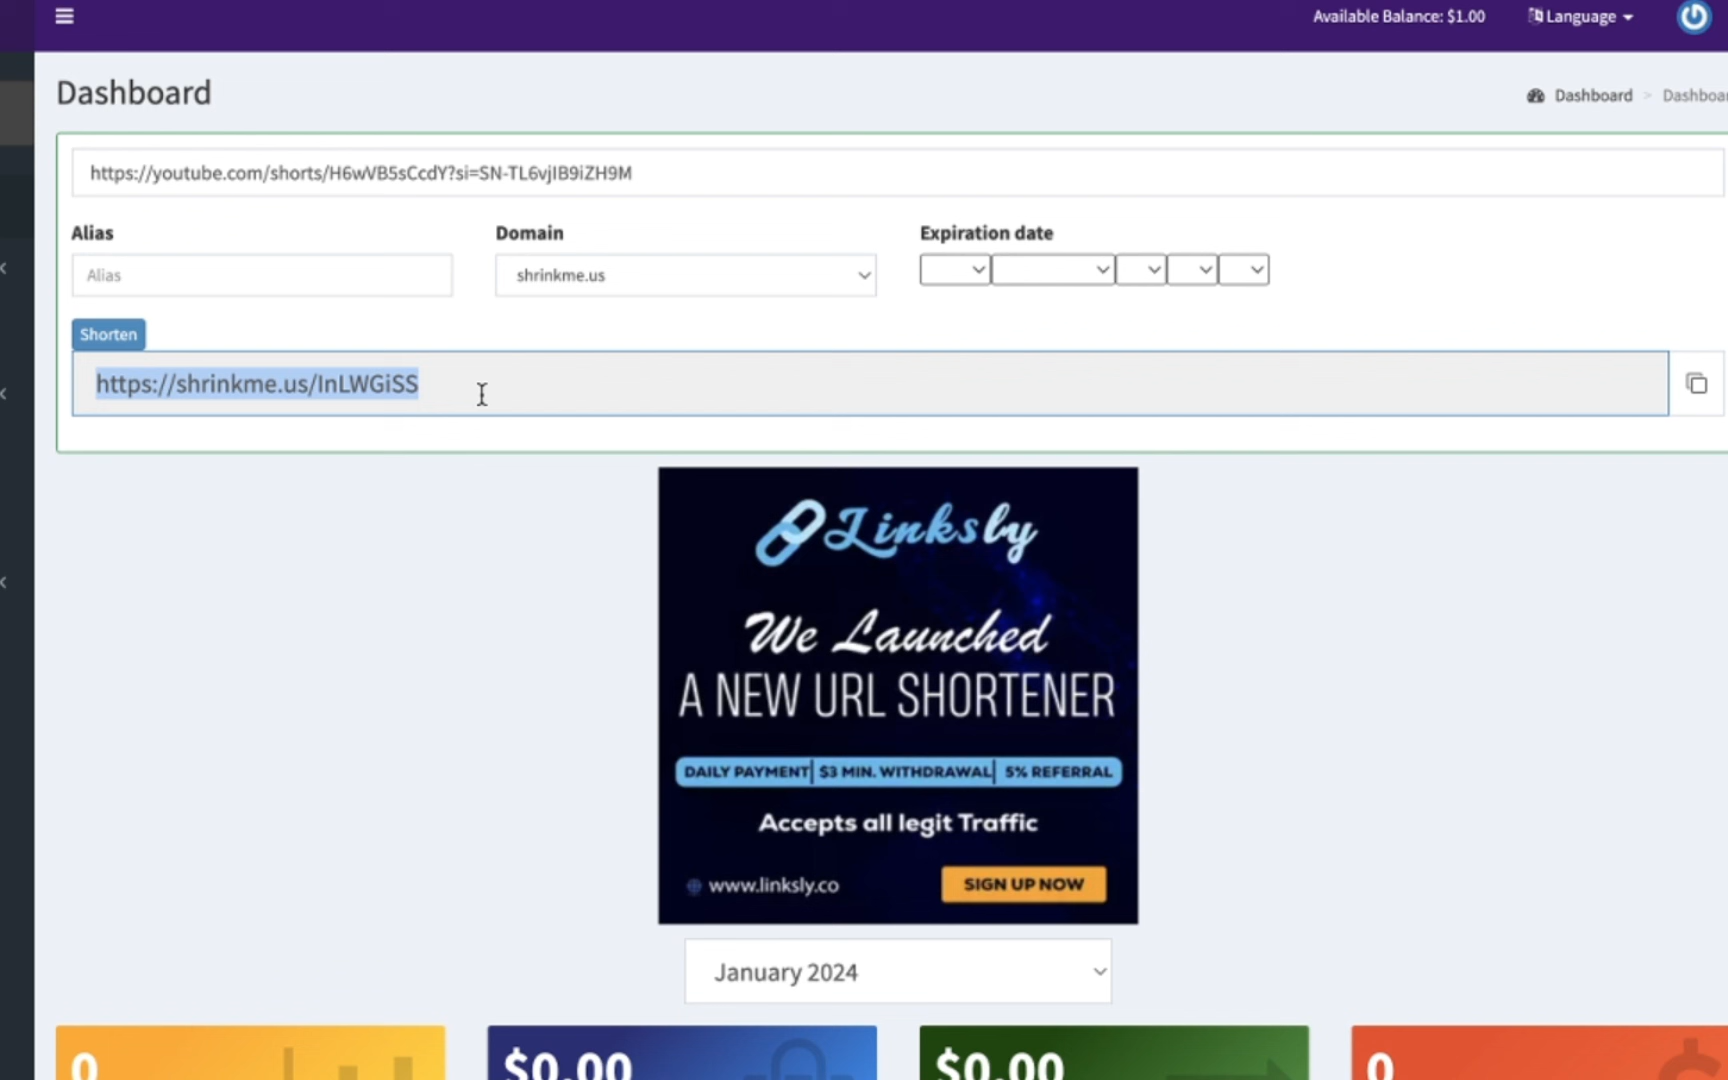 Available Balance: $1.00
Language
Dashboard
Dashboard > Dashboar
https://youtube.com/shorts/H6wVB5sCcdY?si=SN-TL6vjIB9iZH9M
Alias
Domain
Expiration date
Alias
shrinkme.us
Shorten
https://shrinkme.us/InLWGiSS
Linksly
We Launched
A NEW URL SHORTENER
DAILY PAYMENT| $3 MIN. WITHDRAWAL| 5% REFERRAL
Accepts all legit Traffic
www.linksly.co
SIGN UP NOW
January 2024
0
$0.00
$0.00
0